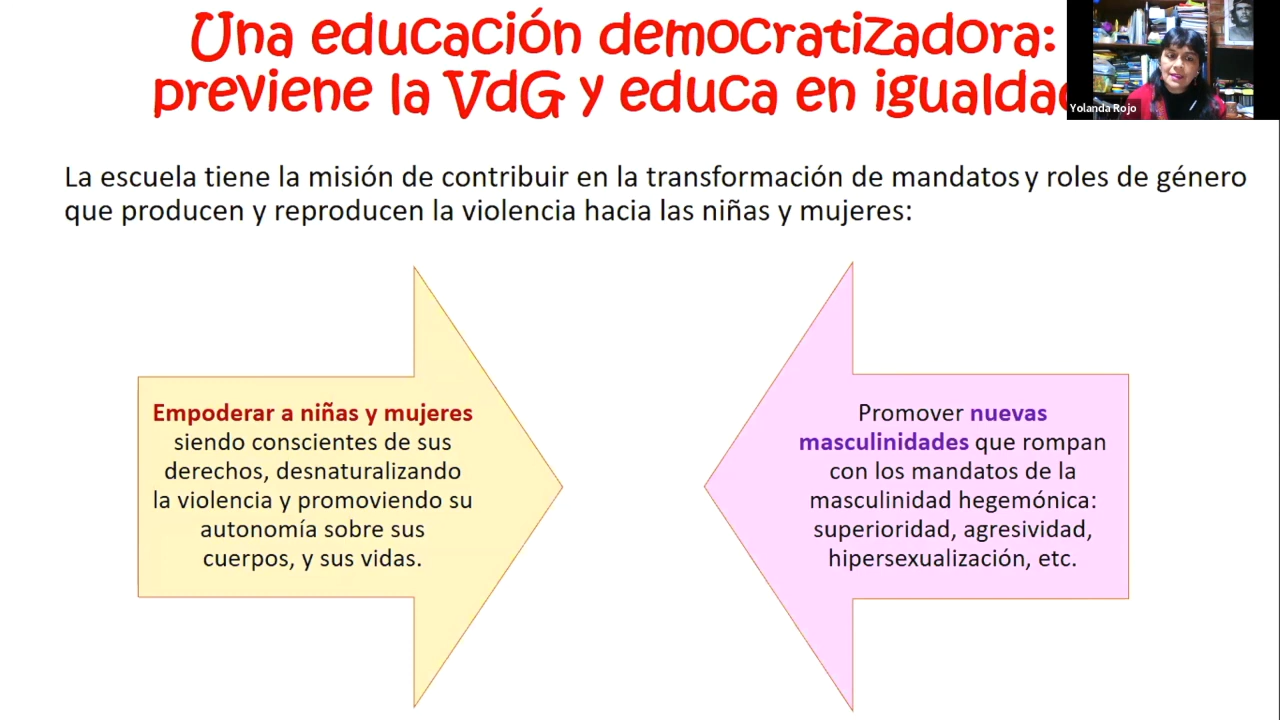 Una educación democratizadora:
previene la VdG y educa en igualda
Yolanda Rojo
La escuela tiene la misión de contribuir en la transformación de mandatos y roles de género
que producen y reproducen la violencia hacia las niñas y mujeres:
Empoderar a niñas y mujeres
siendo conscientes de sus
derechos, desnaturalizando
la violencia y promoviendo su
autonomía sobre sus
cuerpos, y sus vidas.
Promover nuevas
masculinidades que rompan
con los mandatos de la
masculinidad hegemónica:
superioridad, agresividad,
hipersexualización, etc.